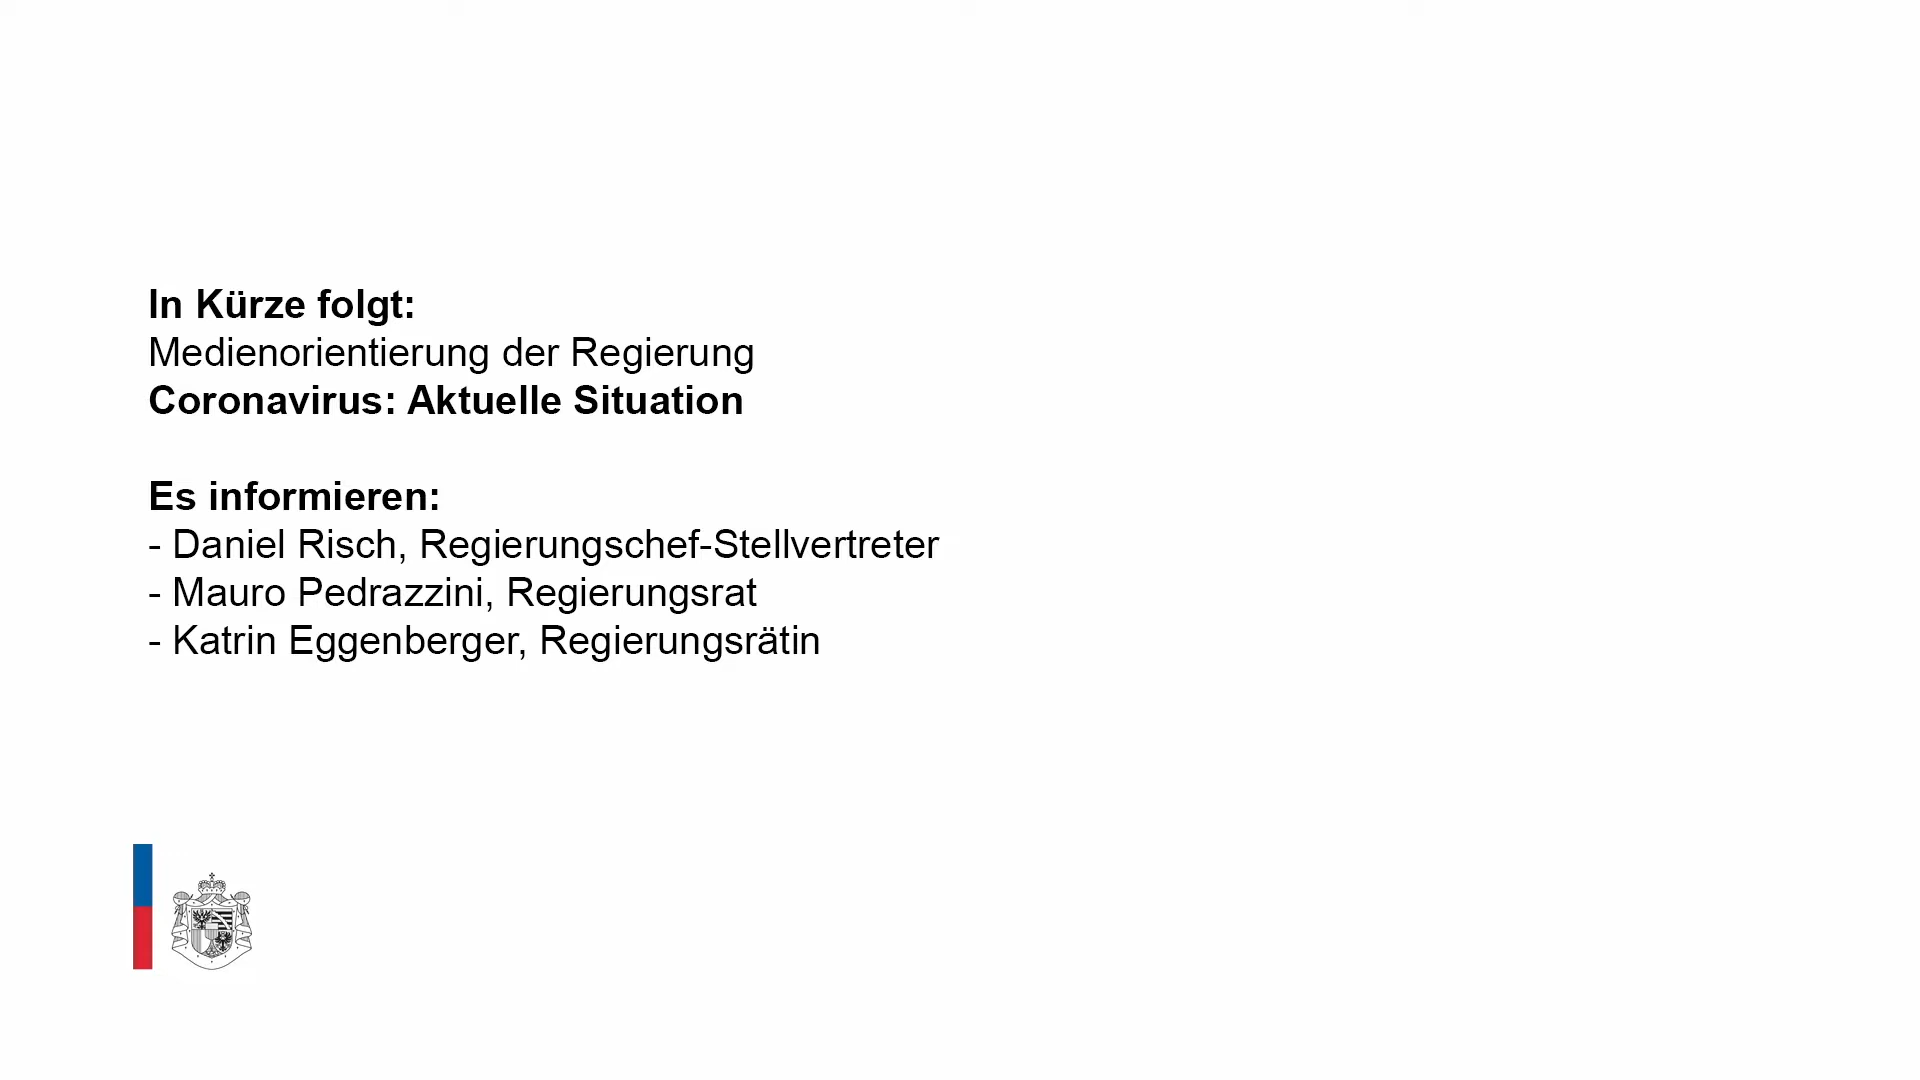 In Kürze folgt:
Medienorientierung der Regierung
Coronavirus: Aktuelle Situation
Es informieren:
- Daniel Risch, Regierungschef-Stellvertreter
- Mauro Pedrazzini, Regierungsrat
- Katrin Eggenberger, Regierungsrätin